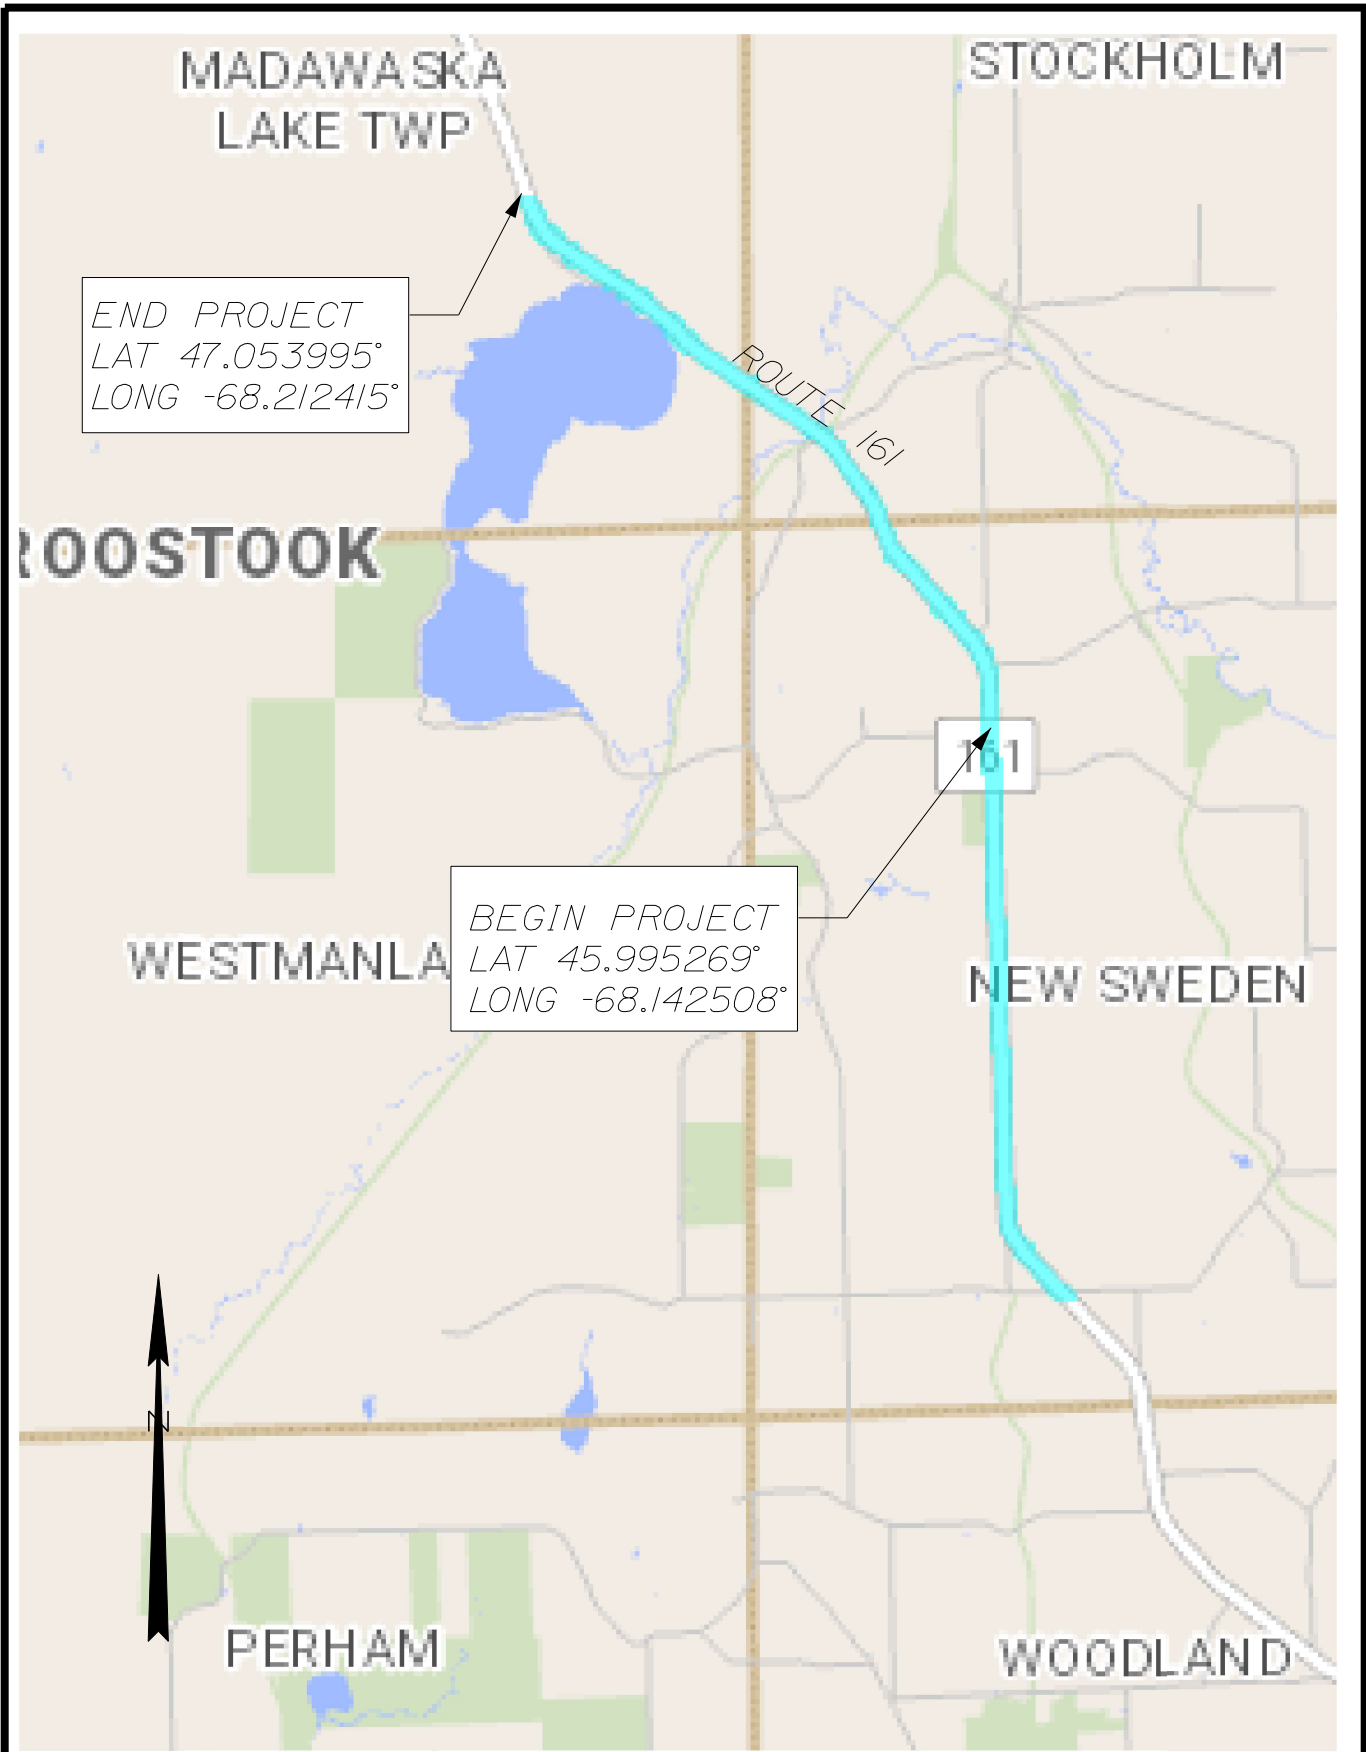 MADAWASKA
LAKE TWP
STOCKHOLM
END PROJECT
LAT 47.053995°
LONG -68.212415°
ROUTE 161
ROOSTOOK
161
BEGIN PROJECT
LAT 45.995269°
LONG -68.142508°
WESTMANLA
NEW SWEDEN
N
PERHAM
WOODLAND